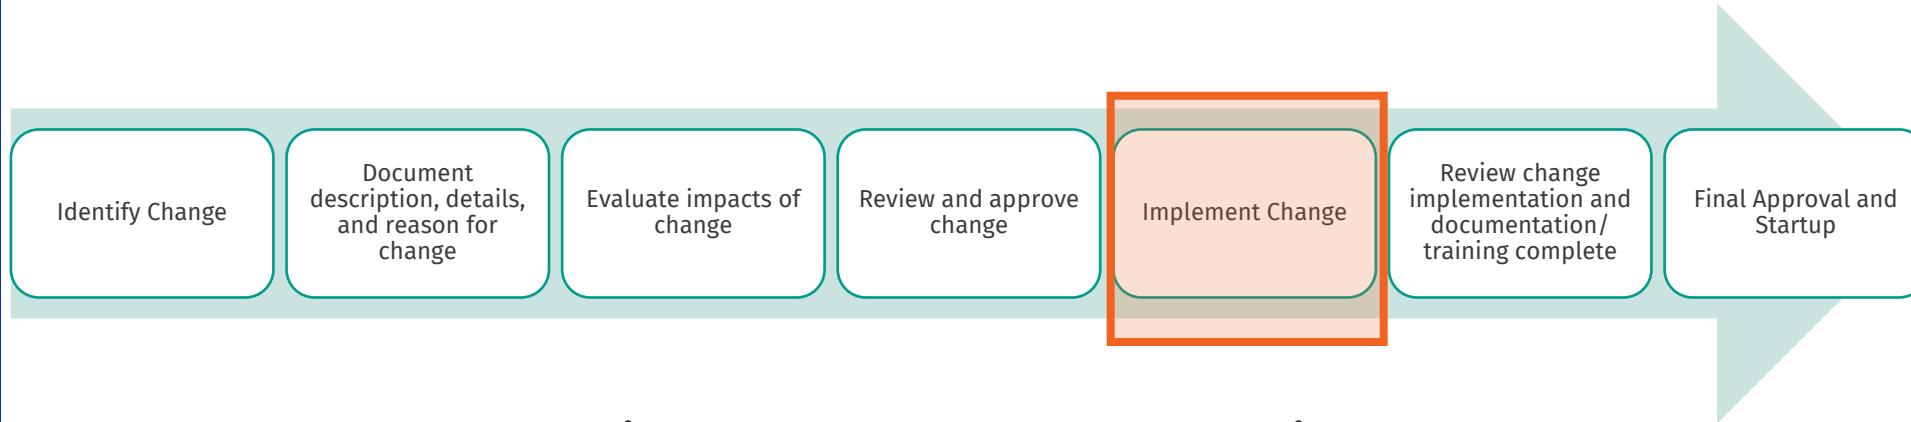 Identify Change
Document
description, details,
and reason for
change
Evaluate impacts of
change
Review and approve
change
Implement Change
Review change
implementation and
documentation/
training complete
Final Approval and
Startup